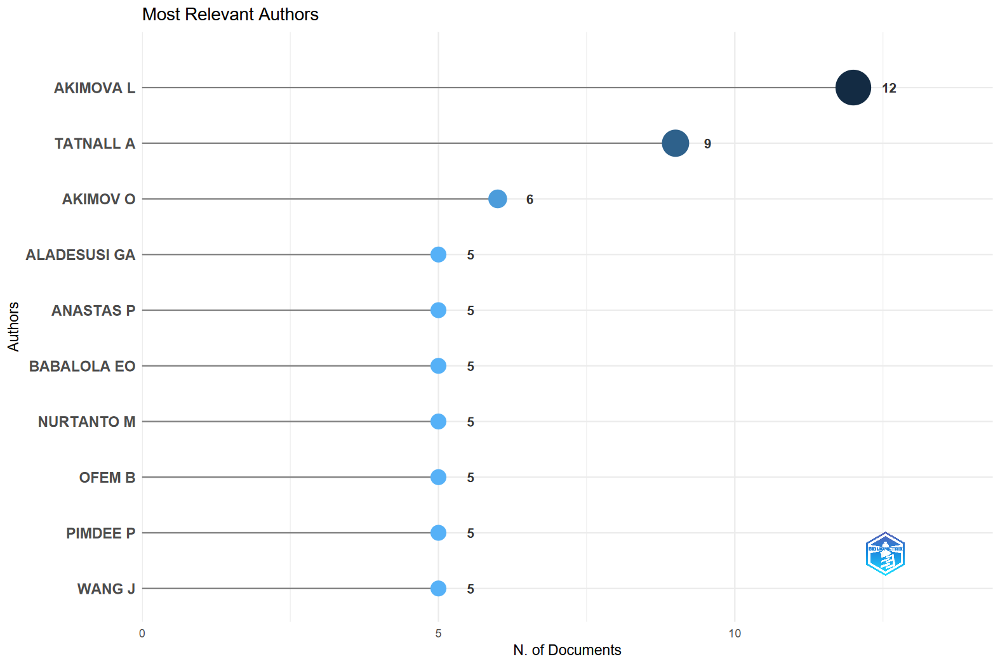 Most Relevant Authors
AKIMOVA L 12
TATNALL A 9
AKIMOV O 6
ALADESUSI GA 5
ANASTAS P 5
BABALOLA EO 5
NURTANTO M 5
OFEM B 5
PIMDEE P 5
WANG J 5
Authors
BIBLIOMETRIX
0 5 10
N. of Documents